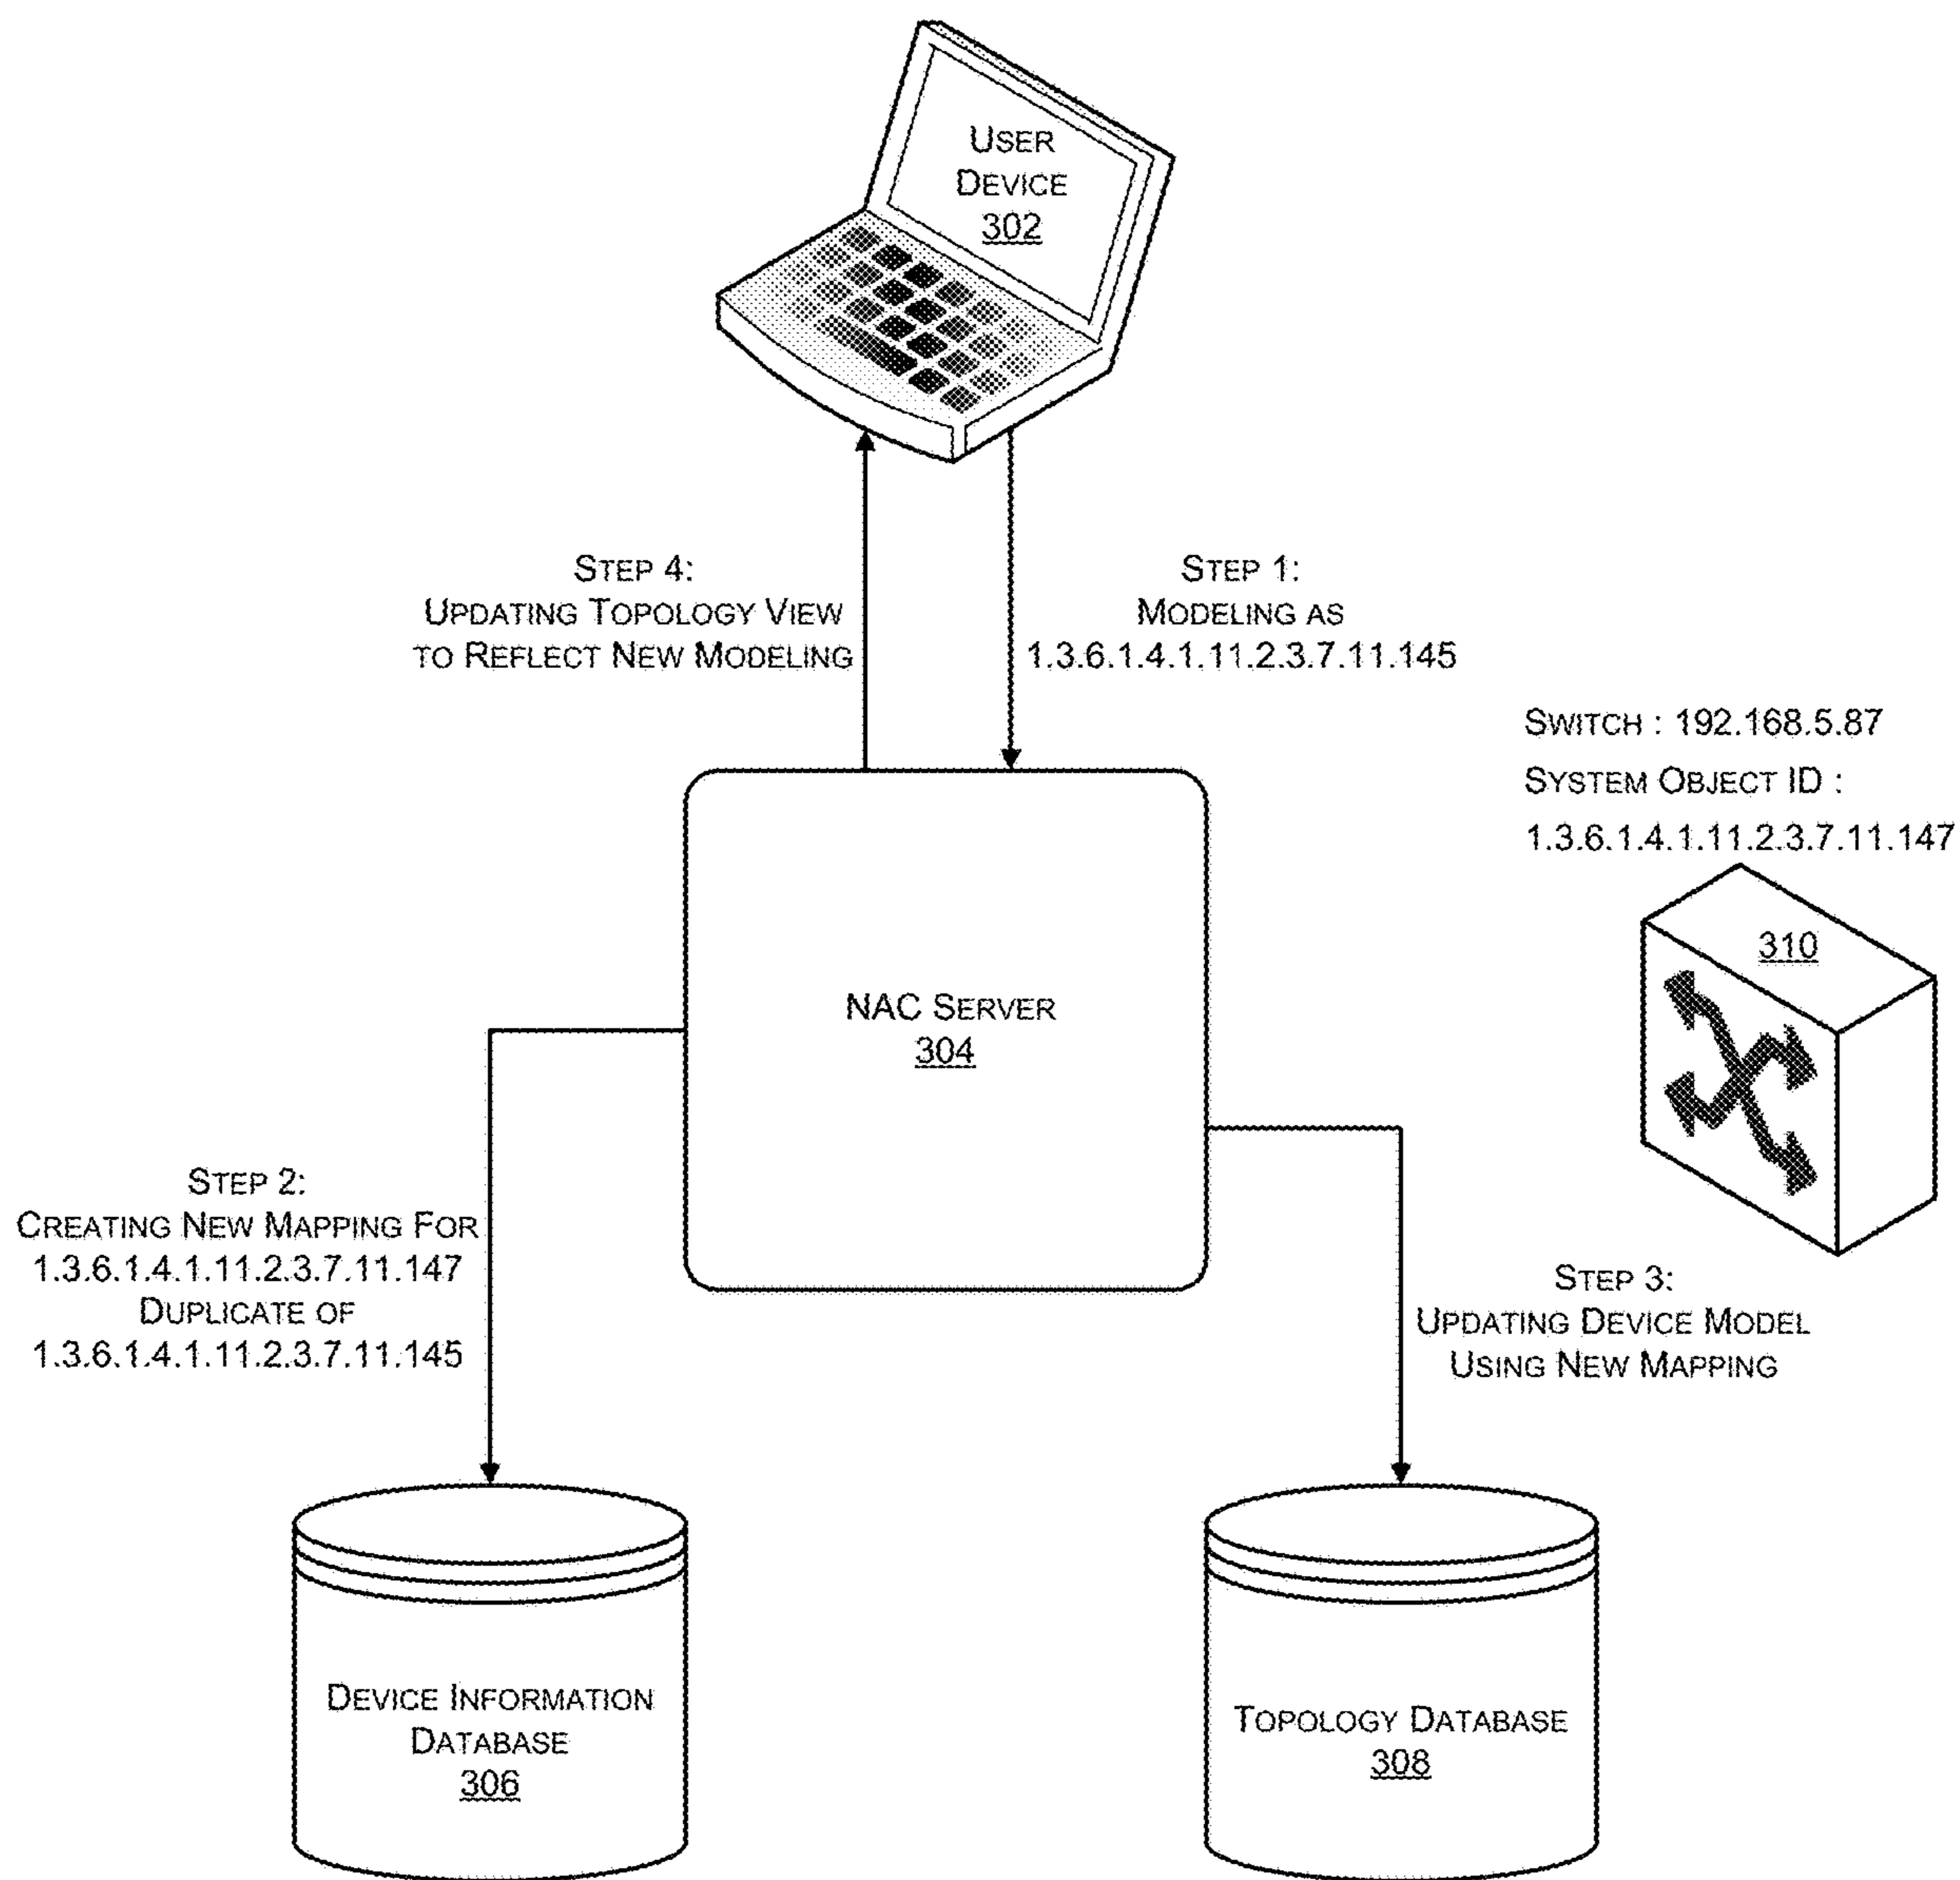 USER
DEVICE
302
STEP 4:
UPDATING TOPOLOGY VIEW
TO REFLECT NEW MODELING
STEP 1:
MODELING AS
1.3.6.1.4.1.11.2.3.7.11.145
SWITCH : 192.168.5.87
SYSTEM OBJECT ID :
1.3.6.1.4.1.11.2.3.7.11.147
310
NAC SERVER
304
STEP 2:
CREATING NEW MAPPING FOR
1.3.6.1.4.1.11.2.3.7.11.147
DUPLICATE OF
1.3.6.1.4.1.11.2.3.7.11.145
STEP 3:
UPDATING DEVICE MODEL
USING NEW MAPPING
DEVICE INFORMATION
DATABASE
306
TOPOLOGY DATABASE
308